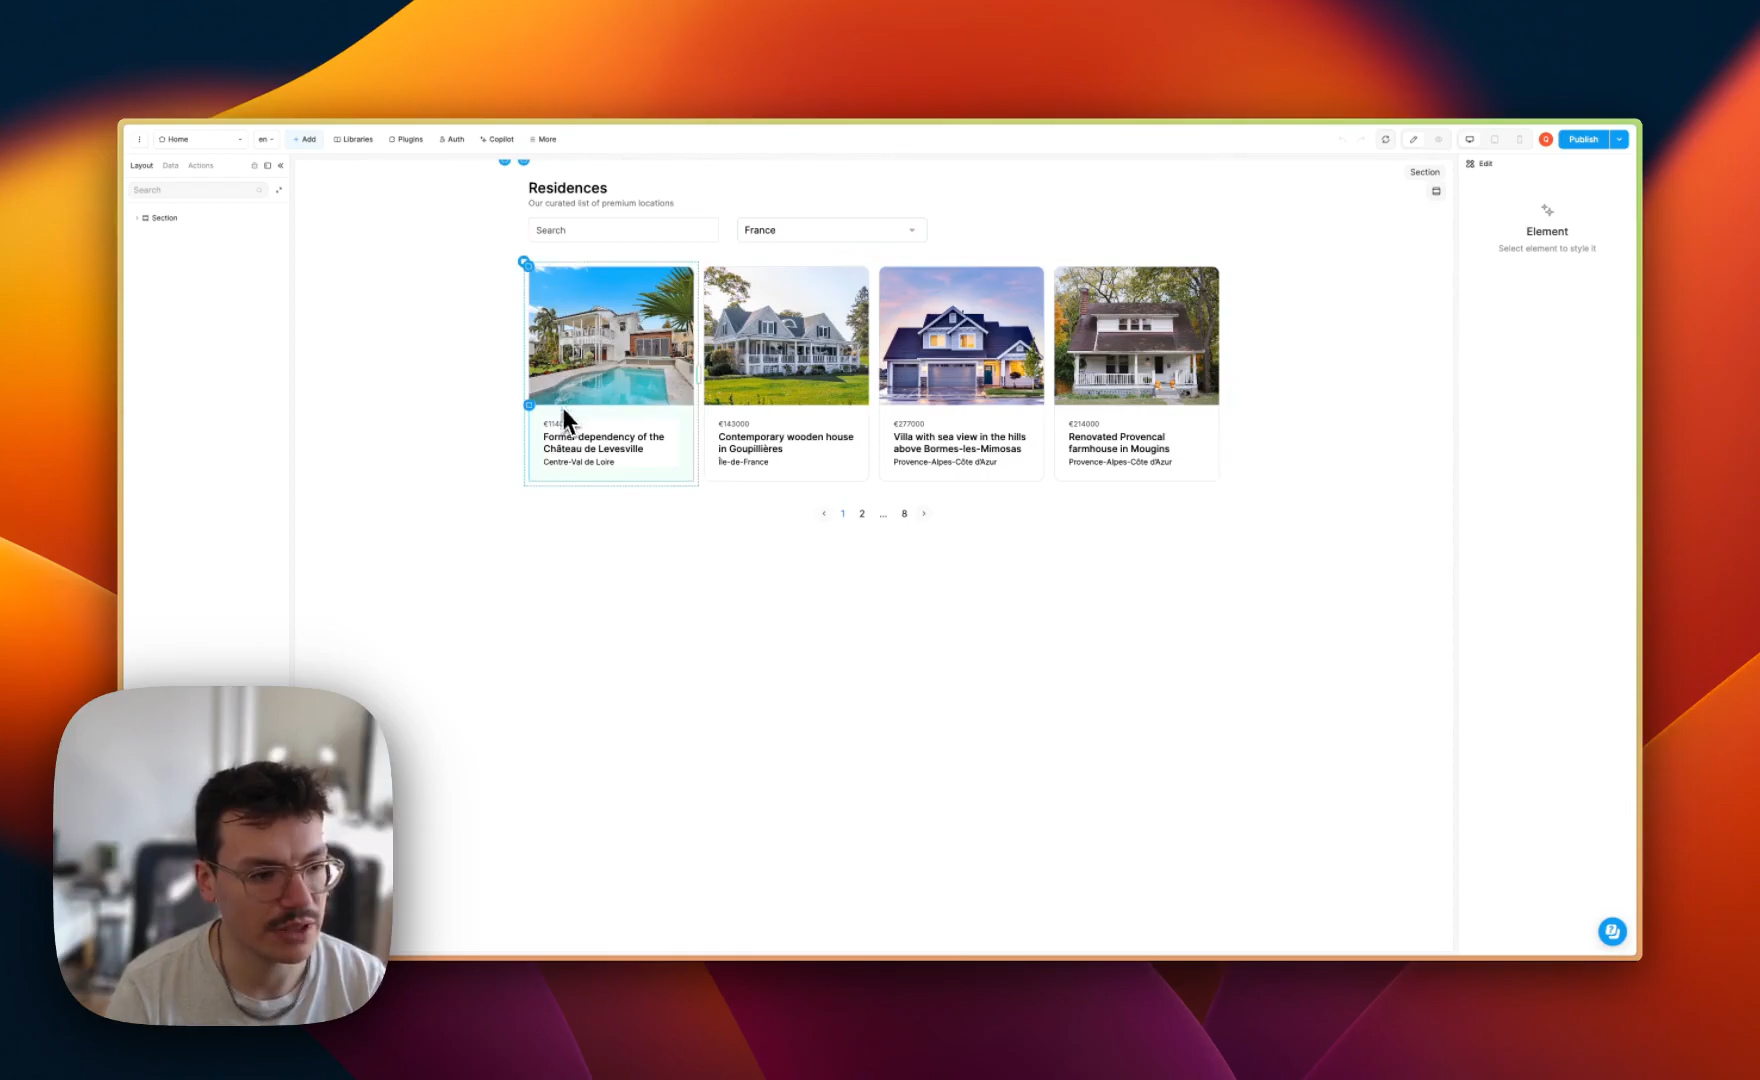 Home
en
+ Add
Libraries
Plugins
Auth
Copilot
More
Publish
Layout
Data
Actions
Search
Section
Residences
Our curated list of premium locations
Search
France
Section
Edit
Element
Select element to style it
Former dependency of the
Château de Levesville
Centre-Val de Loire
€143000
Contemporary wooden house
in Goupillières
Île-de-France
€277000
Villa with sea view in the hills
above Bormes-les-Mimosas
Provence-Alpes-Côte d'Azur
€214000
Renovated Provencal
farmhouse in Mougins
Provence-Alpes-Côte d'Azur
‹ 1 2 ... 8 ›